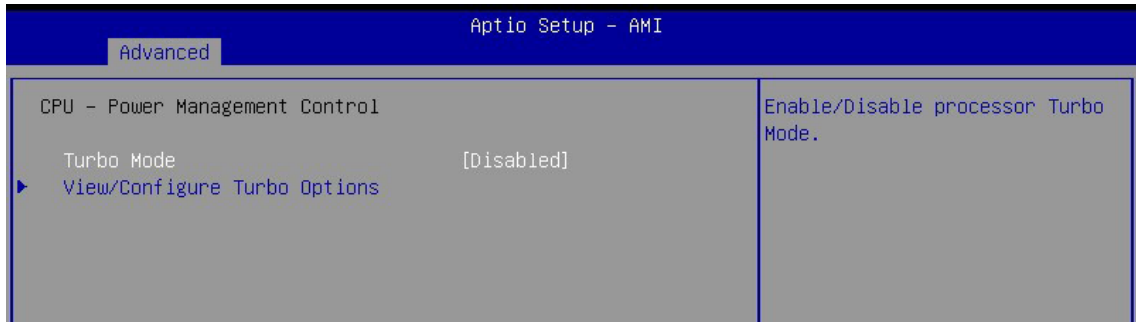 Aptio Setup – AMI
Advanced
CPU – Power Management Control
Enable/Disable processor Turbo
Mode.
Turbo Mode [Disabled]
View/Configure Turbo Options